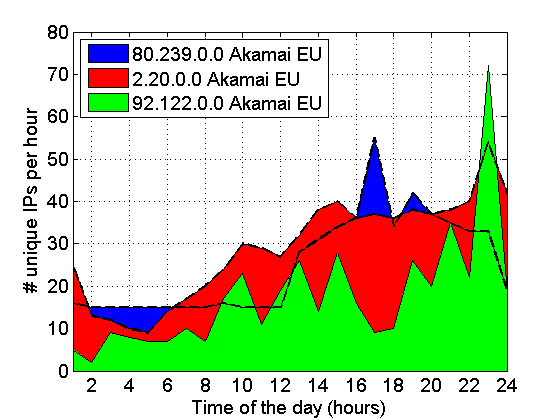 80
70
60
50
40
30
20
10
0
# unique IPs per hour
80.239.0.0 Akamai EU
2.20.0.0 Akamai EU
92.122.0.0 Akamai EU
2 4 6 8 10 12 14 16 18 20 22 24
Time of the day (hours)